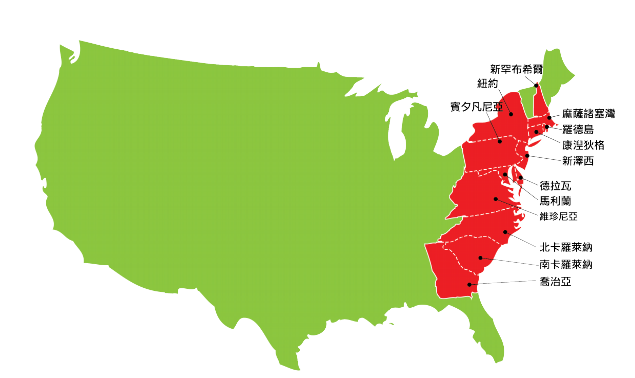 新罕布希爾
紐約
賓夕凡尼亞
麻薩諸塞灣
羅德島
康涅狄格
新澤西
德拉瓦
馬利蘭
維珍尼亞
北卡羅萊納
南卡羅萊納
喬治亞